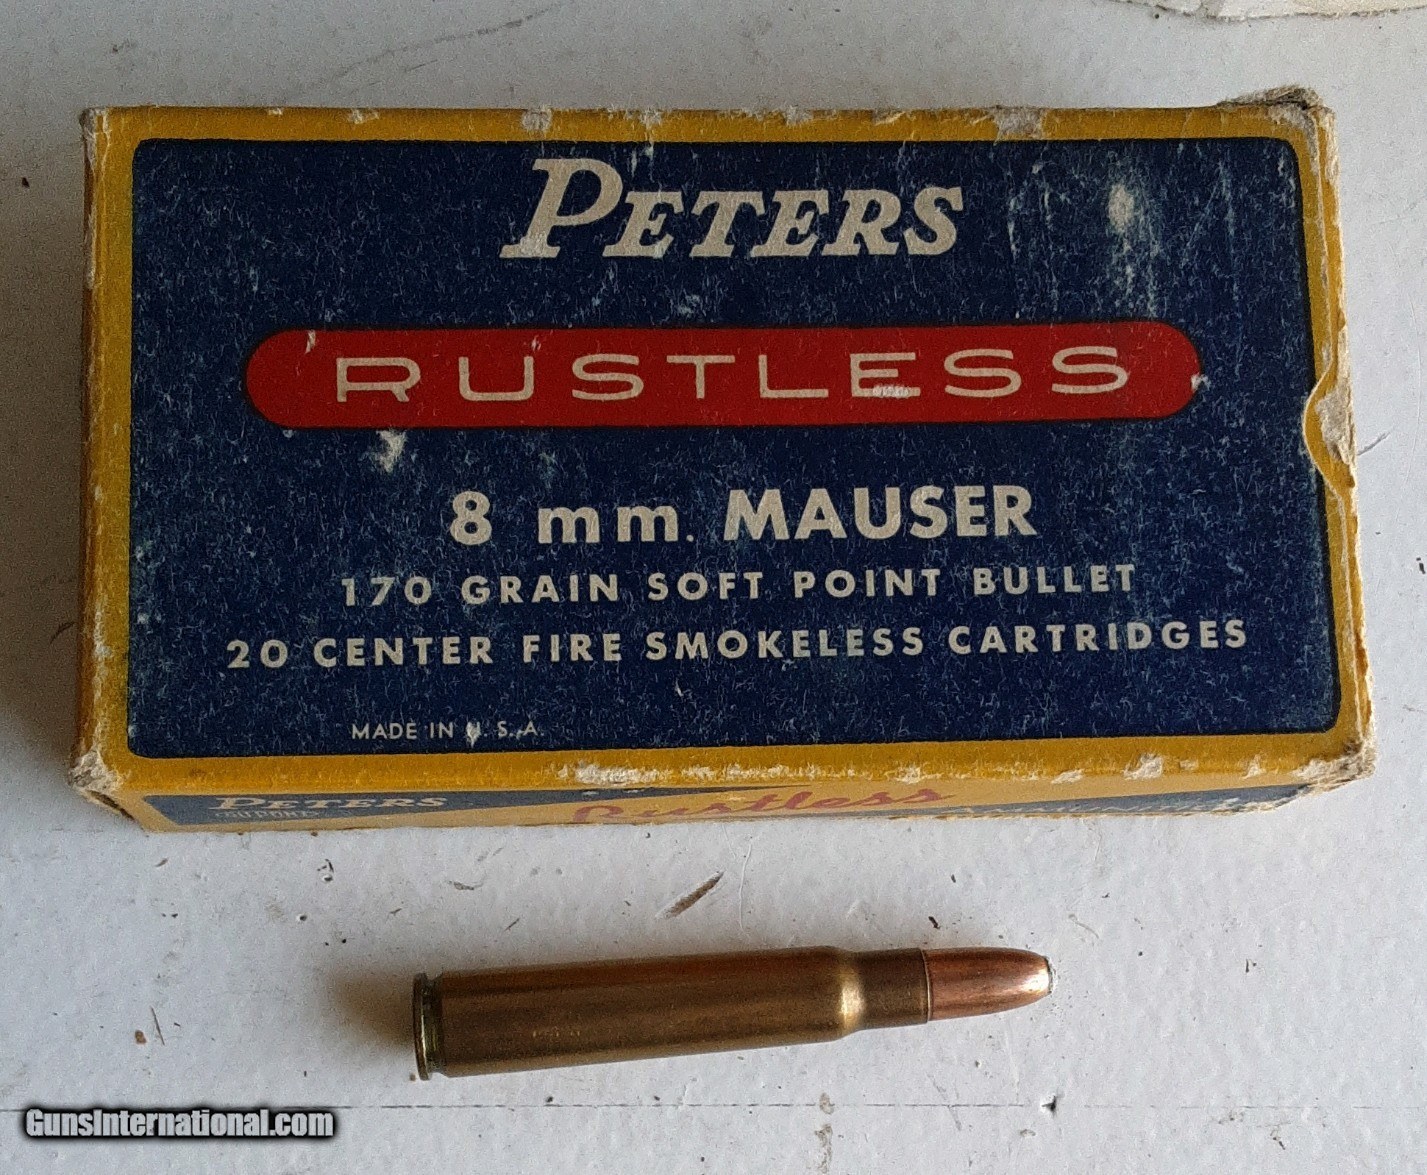 PETERS
RUSTLESS
8 mm. MAUSER
170 GRAIN SOFT POINT BULLET
20 CENTER FIRE SMOKELESS CARTRIDGES
MADE IN U. S. A.
PETERS
Rustless
GunsInternational.com